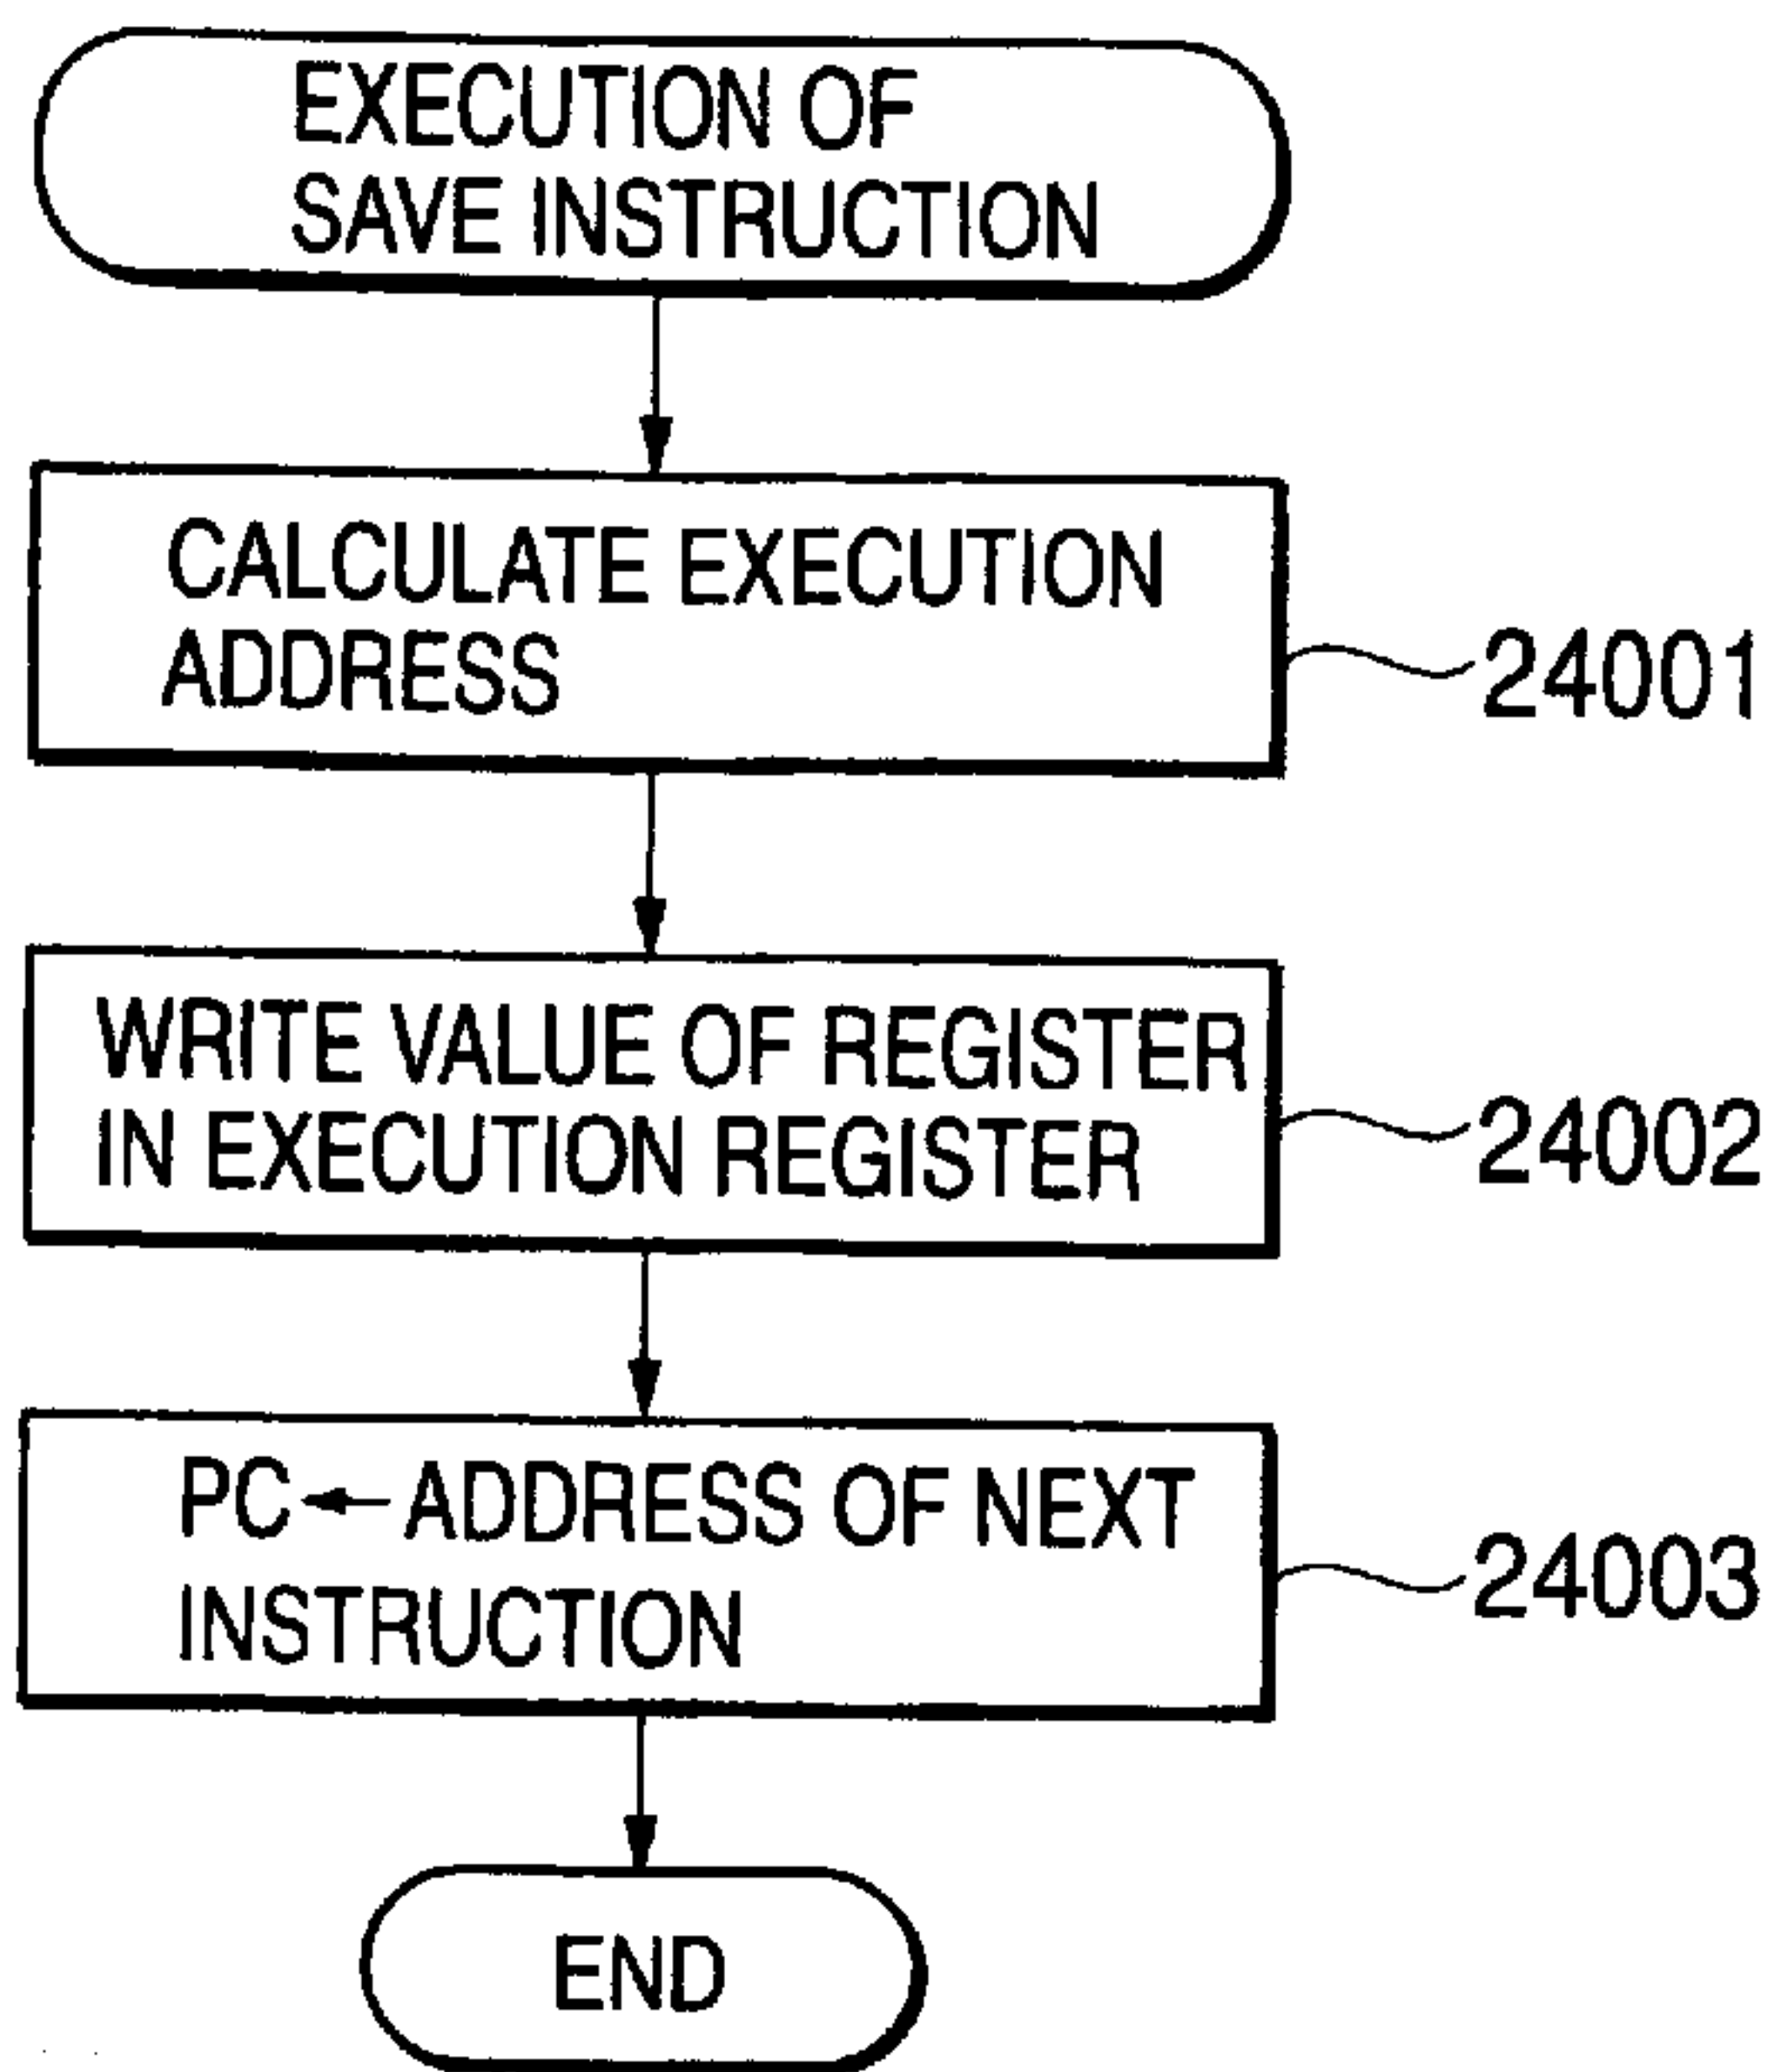 EXECUTION OF
SAVE INSTRUCTION
CALCULATE EXECUTION
ADDRESS
24001
WRITE VALUE OF REGISTER
IN EXECUTION REGISTER
24002
PC←ADDRESS OF NEXT
INSTRUCTION
24003
END